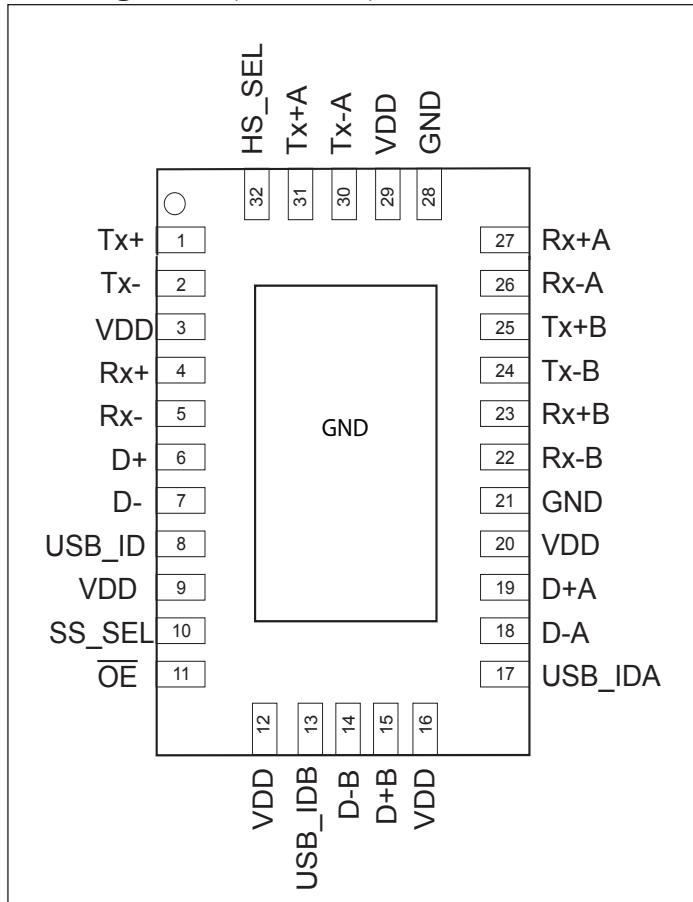 HS_SEL
Tx+A
Tx-A
VDD
GND
32
31
30
29
28
Tx+ 1
Tx- 2
VDD 3
Rx+ 4
Rx- 5
D+ 6
D- 7
USB_ID 8
VDD 9
SS_SEL 10
OE 11
GND
27 Rx+A
26 Rx-A
25 Tx+B
24 Tx-B
23 Rx+B
22 Rx-B
21 GND
20 VDD
19 D+A
18 D-A
17 USB_IDA
12
13
14
15
16
VDD
USB_IDB
D-B
D+B
VDD